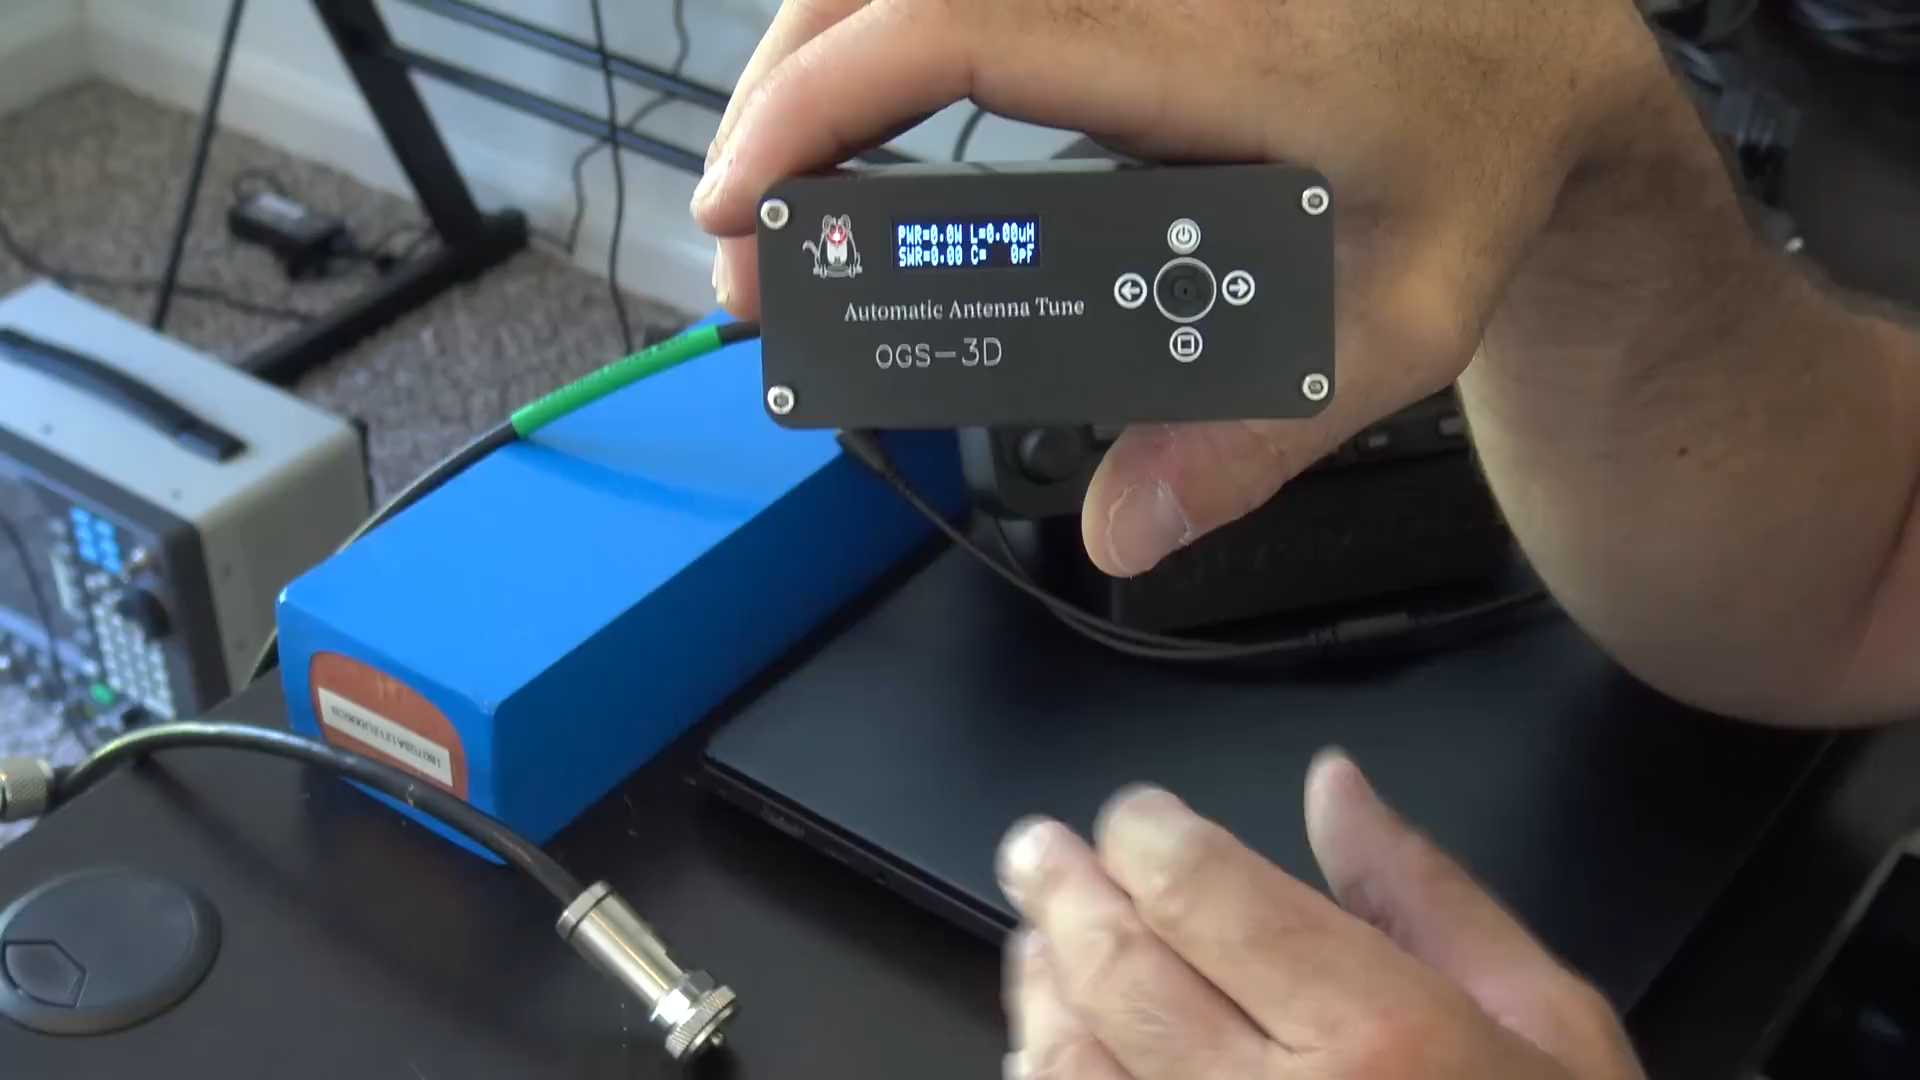 PWR=0.0W L=0.00uH
SWR=0.00 C= 0pF
Automatic Antenna Tune
OGS-3D